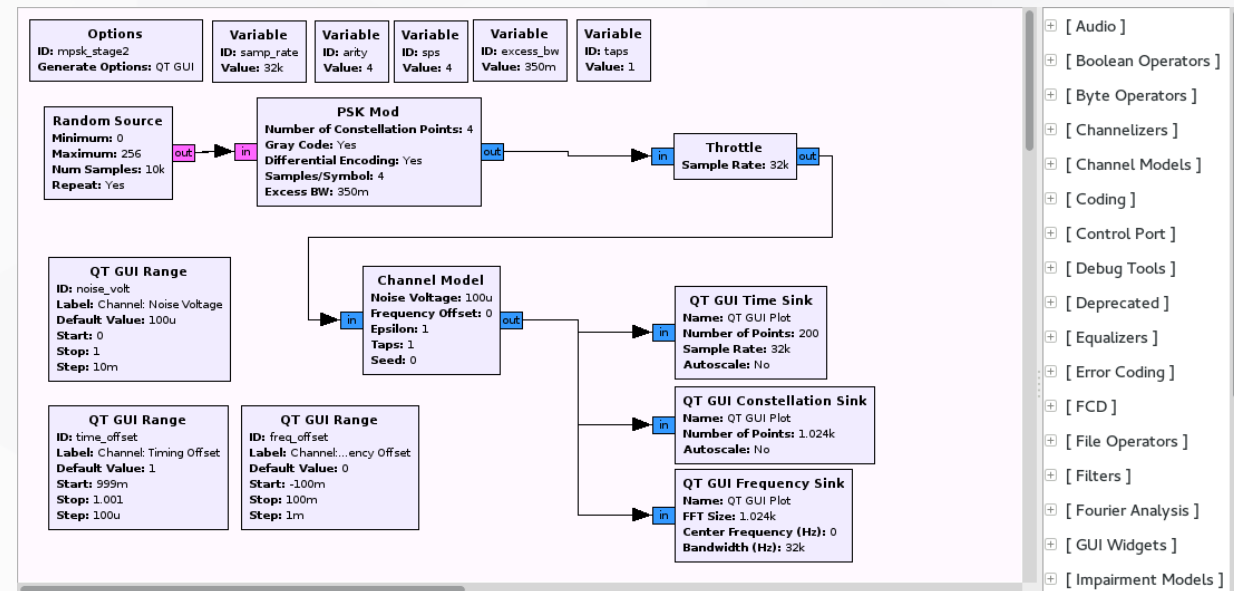 Options
ID: mpsk_stage2
Generate Options: QT GUI
Variable
ID: samp_rate
Value: 32k
Variable
ID: arity
Value: 4
Variable
ID: sps
Value: 4
Variable
ID: excess_bw
Value: 350m
Variable
ID: taps
Value: 1
Random Source
Minimum: 0
Maximum: 256
Num Samples: 10k
Repeat: Yes
out
in
PSK Mod
Number of Constellation Points: 4
Gray Code: Yes
Differential Encoding: Yes
Samples/Symbol: 4
Excess BW: 350m
out
in
Throttle
Sample Rate: 32k
out
QT GUI Range
ID: noise_volt
Label: Channel: Noise Voltage
Default Value: 100u
Start: 0
Stop: 1
Step: 10m
in
Channel Model
Noise Voltage: 100u
Frequency Offset: 0
Epsilon: 1
Taps: 1
Seed: 0
out
in
QT GUI Time Sink
Name: QT GUI Plot
Number of Points: 200
Sample Rate: 32k
Autoscale: No
QT GUI Range
ID: time_offset
Label: Channel: Timing Offset
Default Value: 1
Start: 999m
Stop: 1.001
Step: 100u
QT GUI Range
ID: freq_offset
Label: Channel:...ency Offset
Default Value: 0
Start: -100m
Stop: 100m
Step: 1m
in
QT GUI Constellation Sink
Name: QT GUI Plot
Number of Points: 1.024k
Autoscale: No
in
QT GUI Frequency Sink
Name: QT GUI Plot
FFT Size: 1.024k
Center Frequency (Hz): 0
Bandwidth (Hz): 32k
[ Audio ]
[ Boolean Operators ]
[ Byte Operators ]
[ Channelizers ]
[ Channel Models ]
[ Coding ]
[ Control Port ]
[ Debug Tools ]
[ Deprecated ]
[ Equalizers ]
[ Error Coding ]
[ FCD ]
[ File Operators ]
[ Filters ]
[ Fourier Analysis ]
[ GUI Widgets ]
[ Impairment Models ]